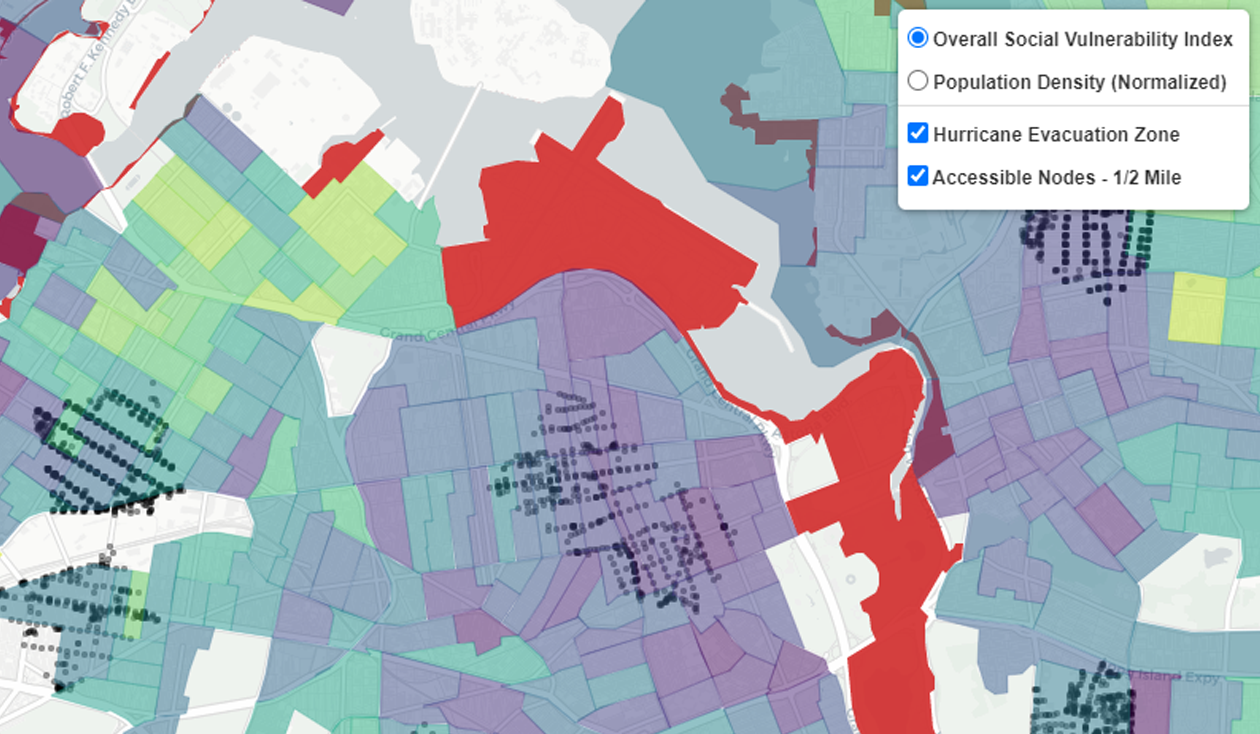 Overall Social Vulnerability Index
Population Density (Normalized)
Hurricane Evacuation Zone
Accessible Nodes - 1/2 Mile
Robert F. Kennedy
Grand Central Pkwy
Grand Central Pkwy
Island Expy